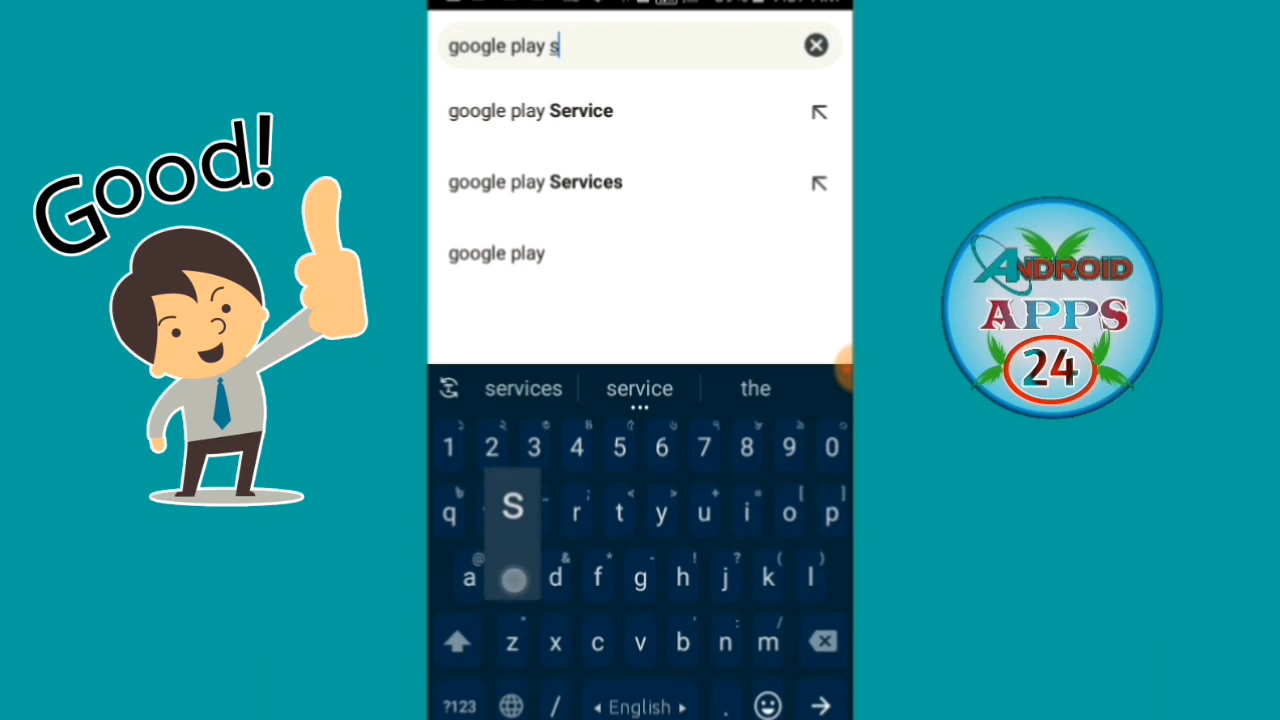 google play s
google play Service
google play Services
google play
Good!
ANDROID
APPS
24
services service the
1 2 3 4 5 6 7 8 9 0
q r t y u i o p
S
a d f g h j k l
z x c v b n m
?123 / English .